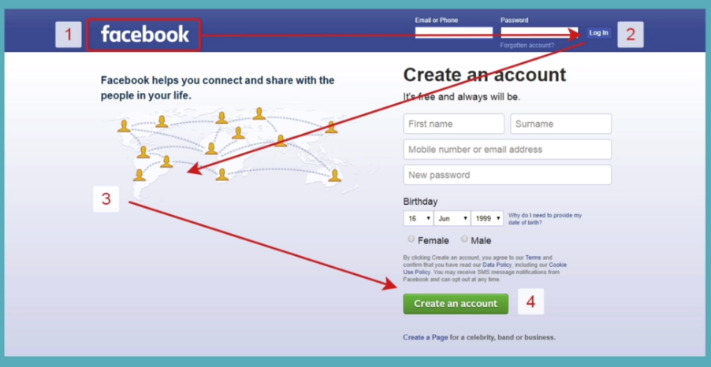 1
facebook
Email or Phone
Password
Log In
2
Forgotten account?
Facebook helps you connect and share with the
people in your life.
3
Create an account
It's free and always will be.
First name
Surname
Mobile number or email address
New password
Birthday
16 Jun 1999 Why do I need to provide my
date of birth?
Female Male
By clicking Create an account, you agree to our Terms and
confirm that you have read our Data Policy, including our Cookie
Use Policy. You may receive SMS message notifications from
Facebook and can opt out at any time.
Create an account
4
Create a Page for a celebrity, band or business.